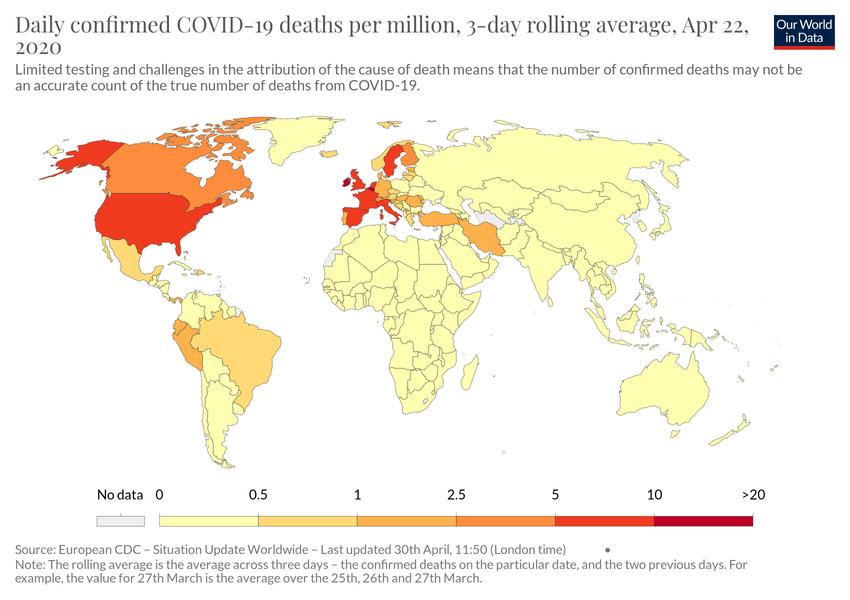 Daily confirmed COVID-19 deaths per million, 3-day rolling average, Apr 22,
2020
Our World
in Data
Limited testing and challenges in the attribution of the cause of death means that the number of confirmed deaths may not be
an accurate count of the true number of deaths from COVID-19.
No data 0 0.5 1 2.5 5 10 >20
Source: European CDC – Situation Update Worldwide – Last updated 30th April, 11:50 (London time) •
Note: The rolling average is the average across three days – the confirmed deaths on the particular date, and the two previous days. For
example, the value for 27th March is the average over the 25th, 26th and 27th March.